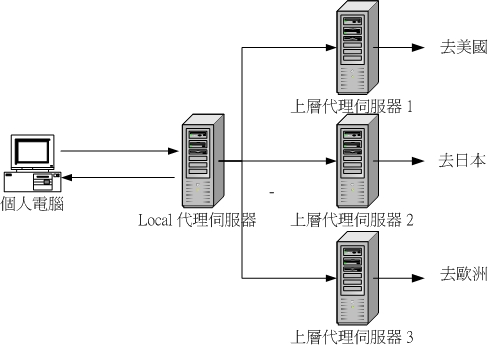 去美國
上層代理伺服器 1
去日本
個人電腦
Local 代理伺服器
上層代理伺服器 2
去歐洲
上層代理伺服器 3